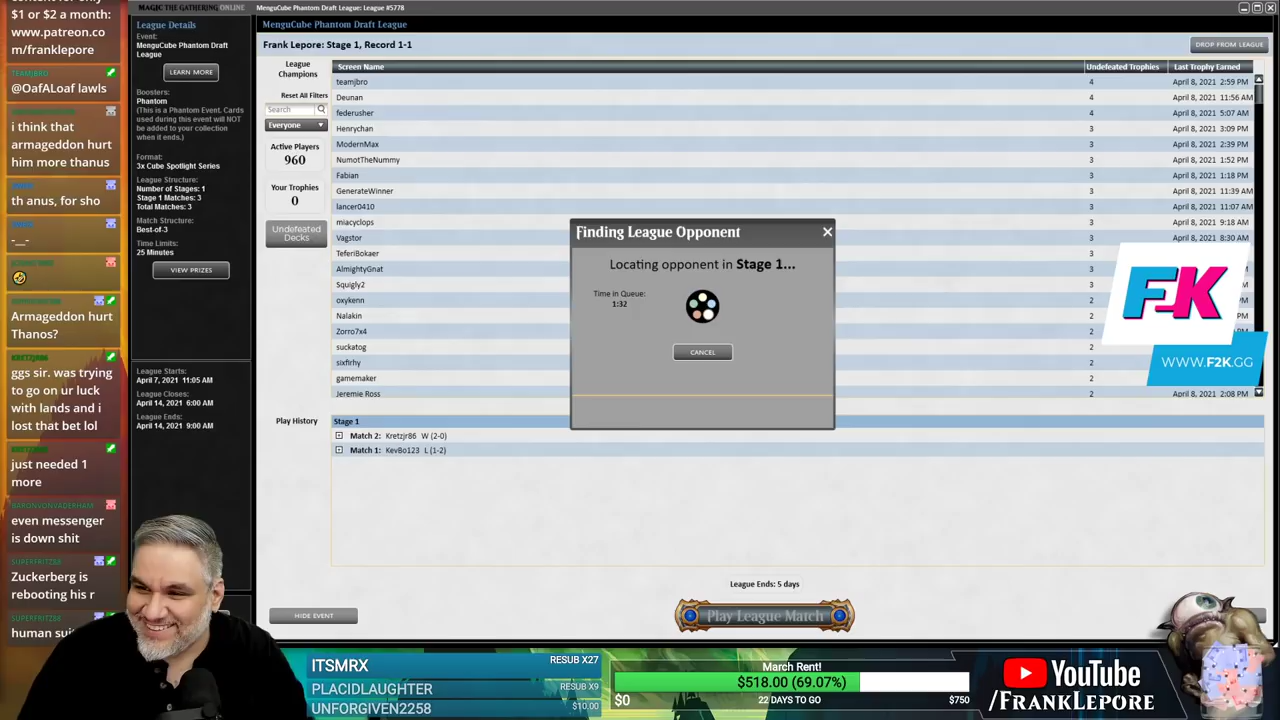 content for only
$1 or $2 a month:
www.patreon.co
m/franklepore
TEAMJBRO
@OafALoaf lawls
i think that
armageddon hurt
him more thanus
th anus, for sho
-__-
Armageddon hurt
Thanos?
KRETZJR86
ggs sir. was trying
to go on ur luck
with lands and i
lost that bet lol
KRETZJR86
just needed 1
more
BARONVONVADERHAM
even messenger
is down shit
SUPERFRITZ88
Zuckerberg is
rebooting his r
SUPERFRITZ88
human sui
MAGIC THE GATHERING ONLINE
MenguCube Phantom Draft League: League #5778
League Details
Event:
MenguCube Phantom Draft
League
LEARN MORE
Boosters:
Phantom
(This is a Phantom Event. Cards
used during this event will NOT
be added to your collection
when it ends.)
Format:
3x Cube Spotlight Series
League Structure:
Number of Stages: 1
Stage 1 Matches: 3
Total Matches: 3
Match Structure:
Best-of-3
Time Limits:
25 Minutes
VIEW PRIZES
League Starts:
April 7, 2021 11:05 AM
League Closes:
April 14, 2021 6:00 AM
League Ends:
April 14, 2021 9:00 AM
MenguCube Phantom Draft League
Frank Lepore: Stage 1, Record 1-1
DROP FROM LEAGUE
League
Champions
Reset All Filters
Search
Everyone
Active Players
960
Your Trophies
0
Undefeated
Decks
Screen Name Undefeated Trophies Last Trophy Earned
teamjbro 4 April 8, 2021 2:59 PM
Deunan 4 April 8, 2021 11:56 AM
federusher 4 April 8, 2021 5:07 AM
Henrychan 3 April 8, 2021 3:09 PM
ModernMax 3 April 8, 2021 2:39 PM
NumotTheNummy 3 April 8, 2021 1:52 PM
Fabian 3 April 8, 2021 1:18 PM
GenerateWinner 3 April 8, 2021 11:39 AM
lancer0410 3 April 8, 2021 11:07 AM
miacyclops 3 April 8, 2021 9:18 AM
Vagstor 3 April 8, 2021 8:30 AM
TeferiBokaer 3
AlmightyGnat 3
Squigly2 3
oxykenn 2
Nalakin 2
Zorro7x4 2
suckatog 2
sixfirhy 2
gamemaker 2
Jeremie Ross 2 April 8, 2021 2:08 PM
Finding League Opponent
Locating opponent in Stage 1...
Time in Queue:
1:32
CANCEL
F2K
WWW.F2K.GG
Play History
Stage 1
Match 2: Kretzjr86 W (2-0)
Match 1: KevBo123 L (1-2)
League Ends: 5 days
HIDE EVENT
Play League Match
ITSMRX RESUB X27
PLACIDLAUGHTER RESUB X9
UNFORGIVEN2258 $10.00
March Rent!
$518.00 (69.07%)
$0 22 DAYS TO GO $750
YouTube
/FRANKLEPORE